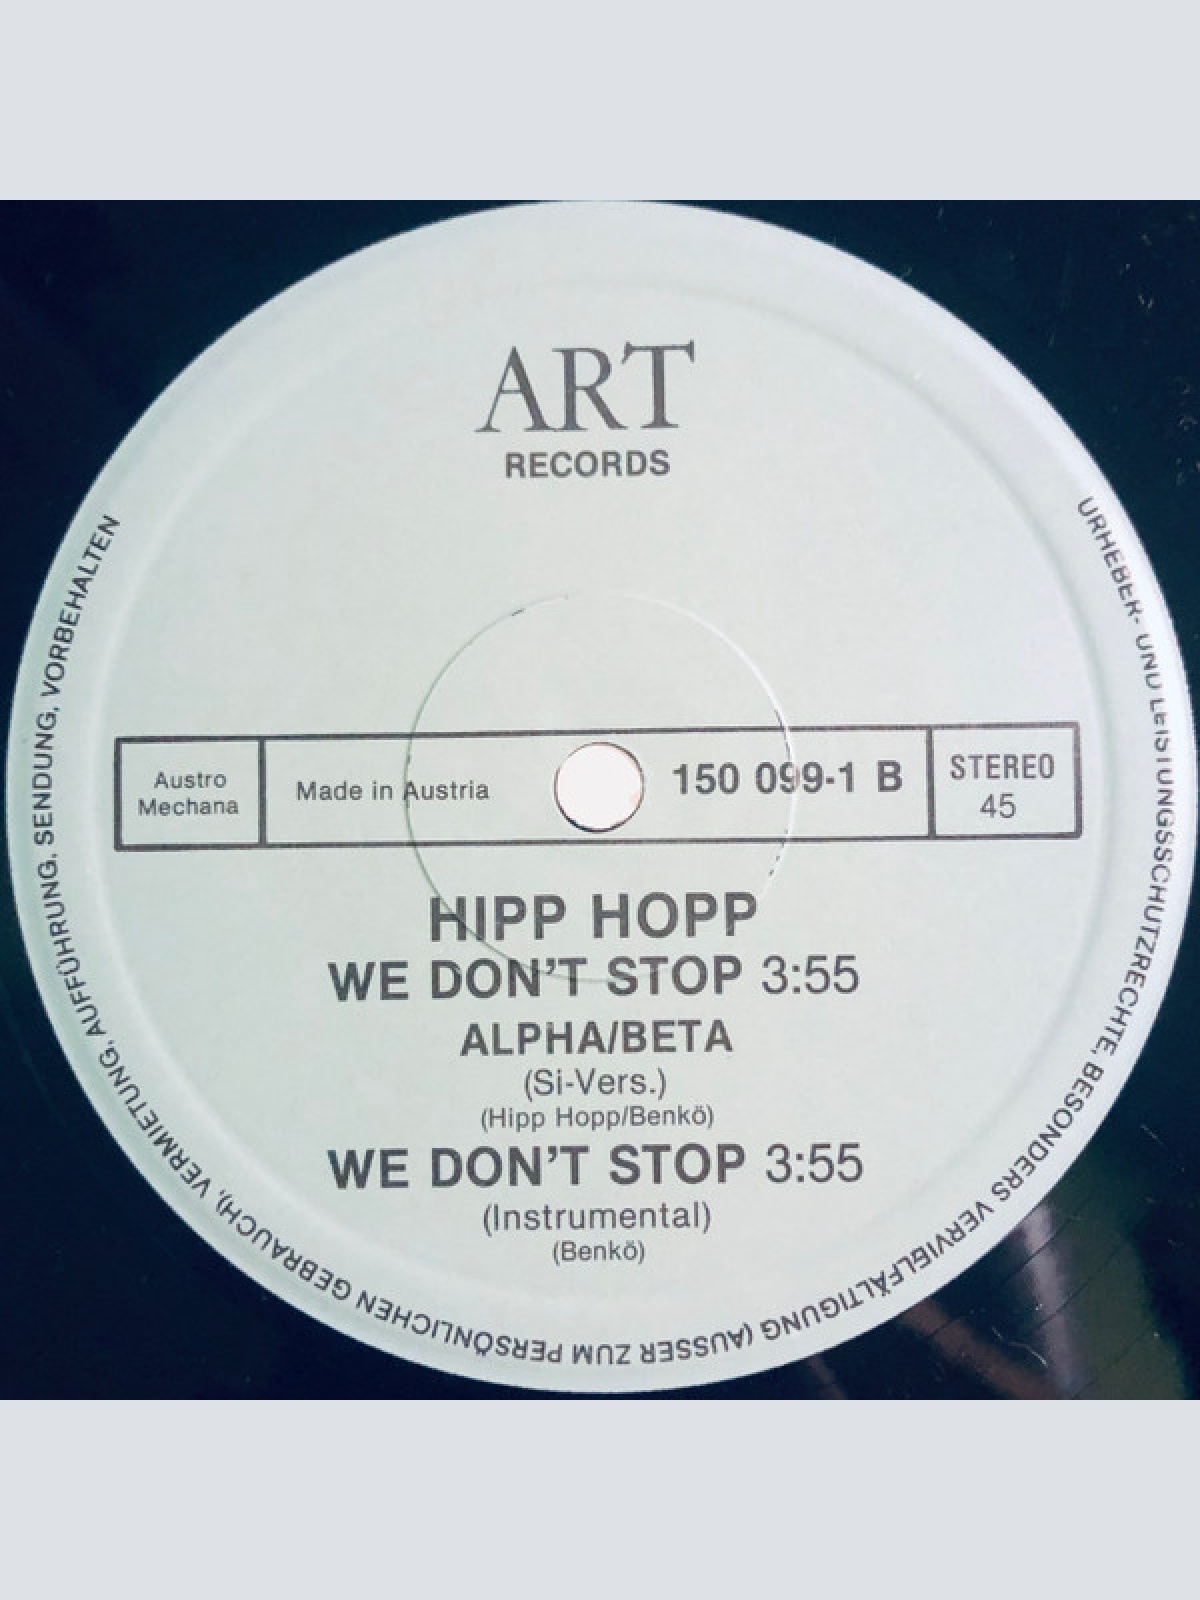 ART
RECORDS
Austro
Mechana
Made in Austria
150 099-1 B
STEREO
45
HIPP HOPP
WE DON'T STOP 3:55
ALPHA/BETA
(Si-Vers.)
(Hipp Hopp/Benkö)
WE DON'T STOP 3:55
(Instrumental)
(Benkö)
URHEBER- UND LEISTUNGSSCHUTZRECHTE, BESONDERS VERVIELFÄLTIGUNG (AUSSER ZUM PERSÖNLICHEN GEBRAUCH), VERMIETUNG, AUFFÜHRUNG, SENDUNG, VORBEHALTEN